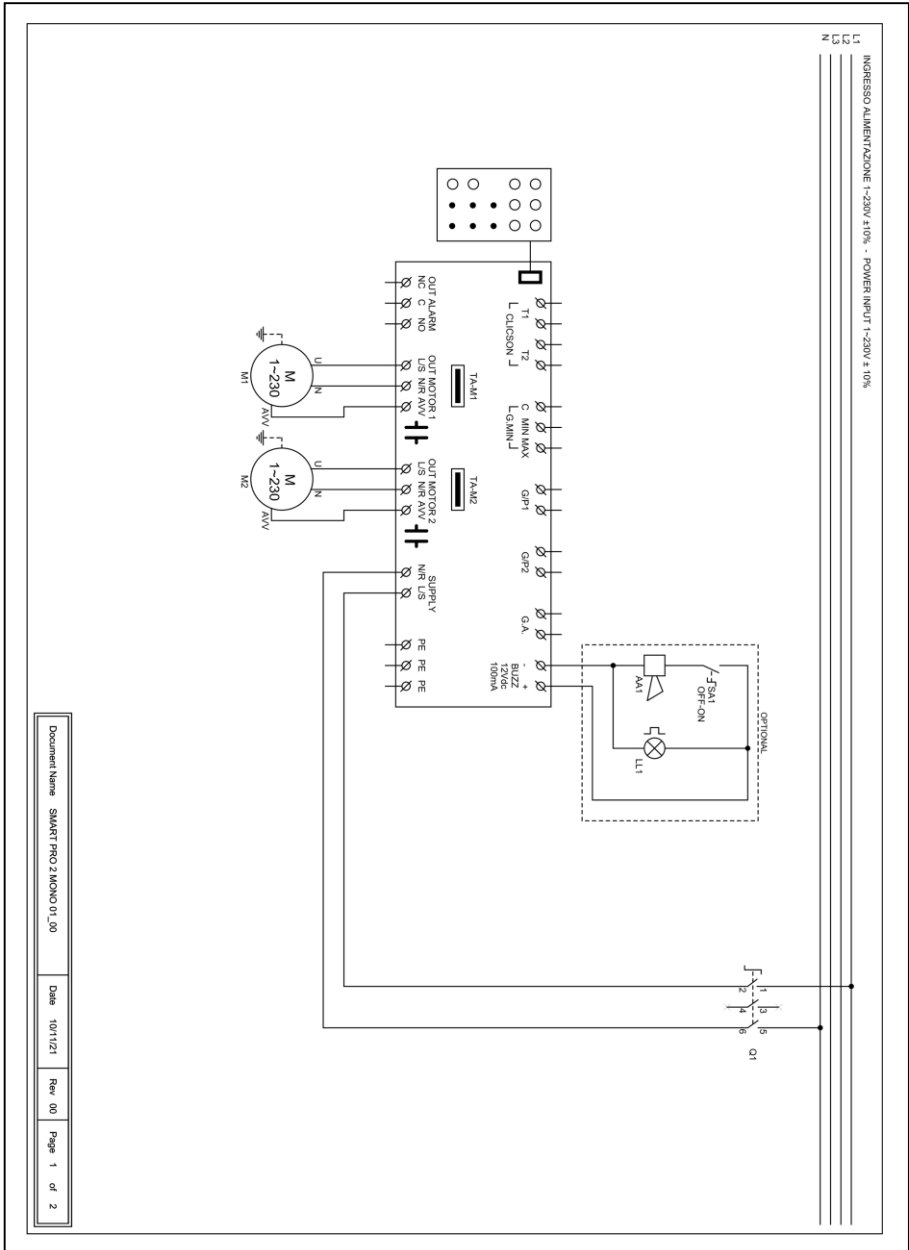 L1
L2
L3
N
INGRESSO ALIMENTAZIONE 1~230V ±10% - POWER INPUT 1~230V ± 10%
1
3
5
2
4
6
Q1
OPTIONAL
SA1
OFF-ON
AA1
LL1
T1
T2
CLICSON
C MIN MAX
G.MIN
G/P1
G/P2
G.A.
- +
BUZZ
12Vdc
100mA
TA-M1
TA-M2
OUT ALARM
NC C NO
OUT MOTOR 1
L/S N/R AVV
OUT MOTOR 2
L/S N/R AVV
SUPPLY
N/R L/S
PE
PE
PE
U
N
AVV
M
1~230
M1
U
N
AVV
M
1~230
M2
Document Name SMART PRO 2 MONO 01_00
Date 10/11/21
Rev 00
Page 1 of 2